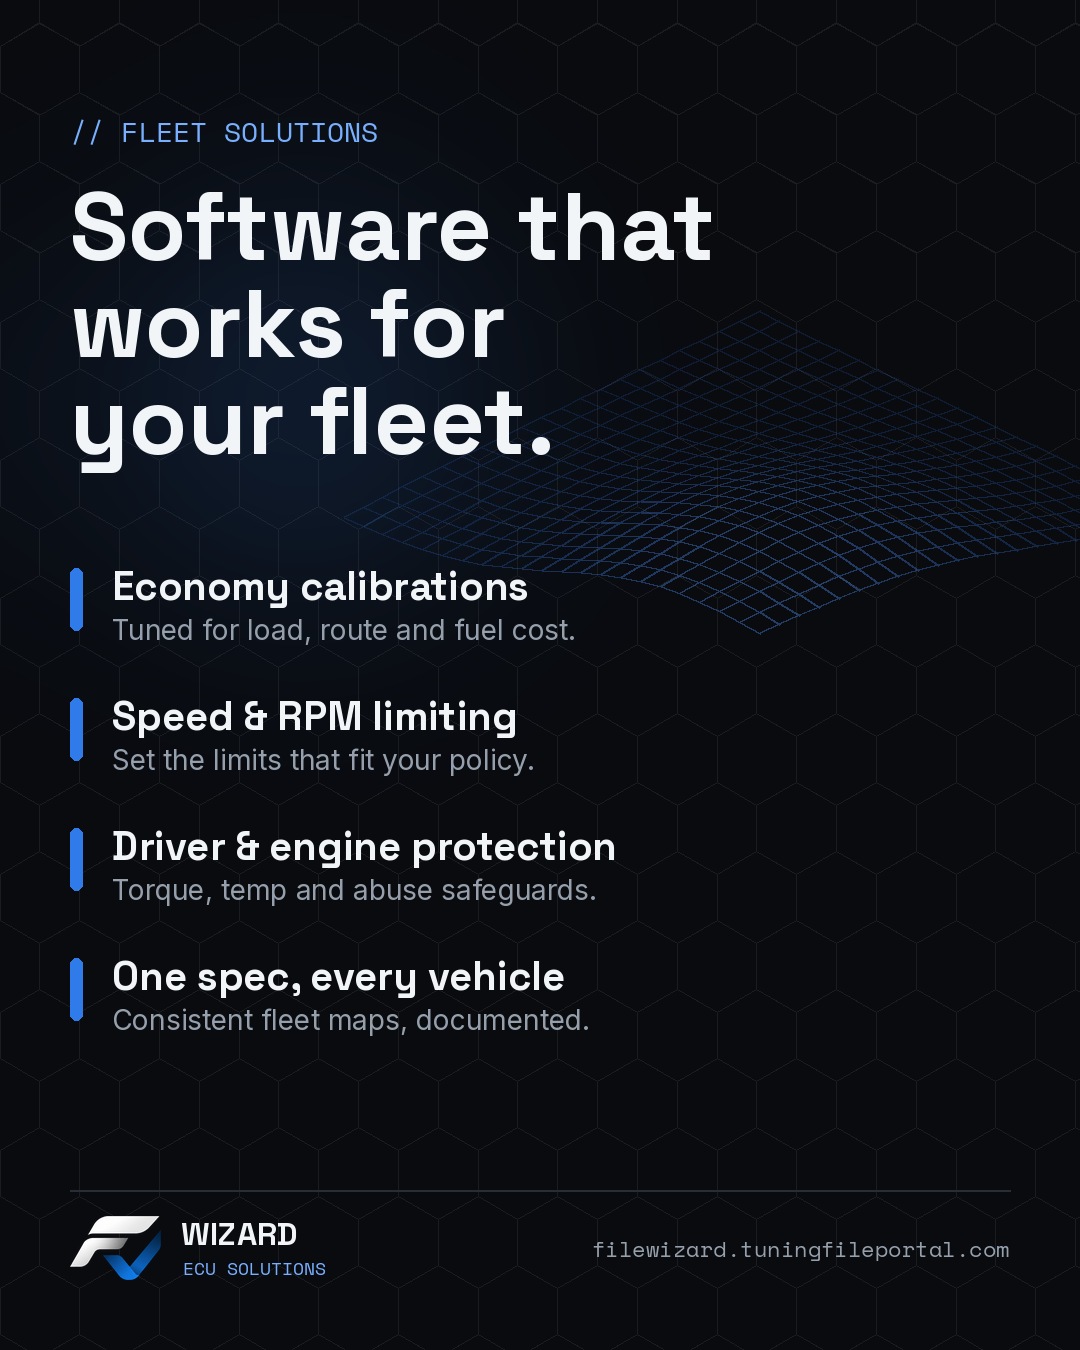 // FLEET SOLUTIONS
Software that
works for
your fleet.
Economy calibrations
Tuned for load, route and fuel cost.
Speed & RPM limiting
Set the limits that fit your policy.
Driver & engine protection
Torque, temp and abuse safeguards.
One spec, every vehicle
Consistent fleet maps, documented.
WIZARD
ECU SOLUTIONS
filewizard.tuningfileportal.com